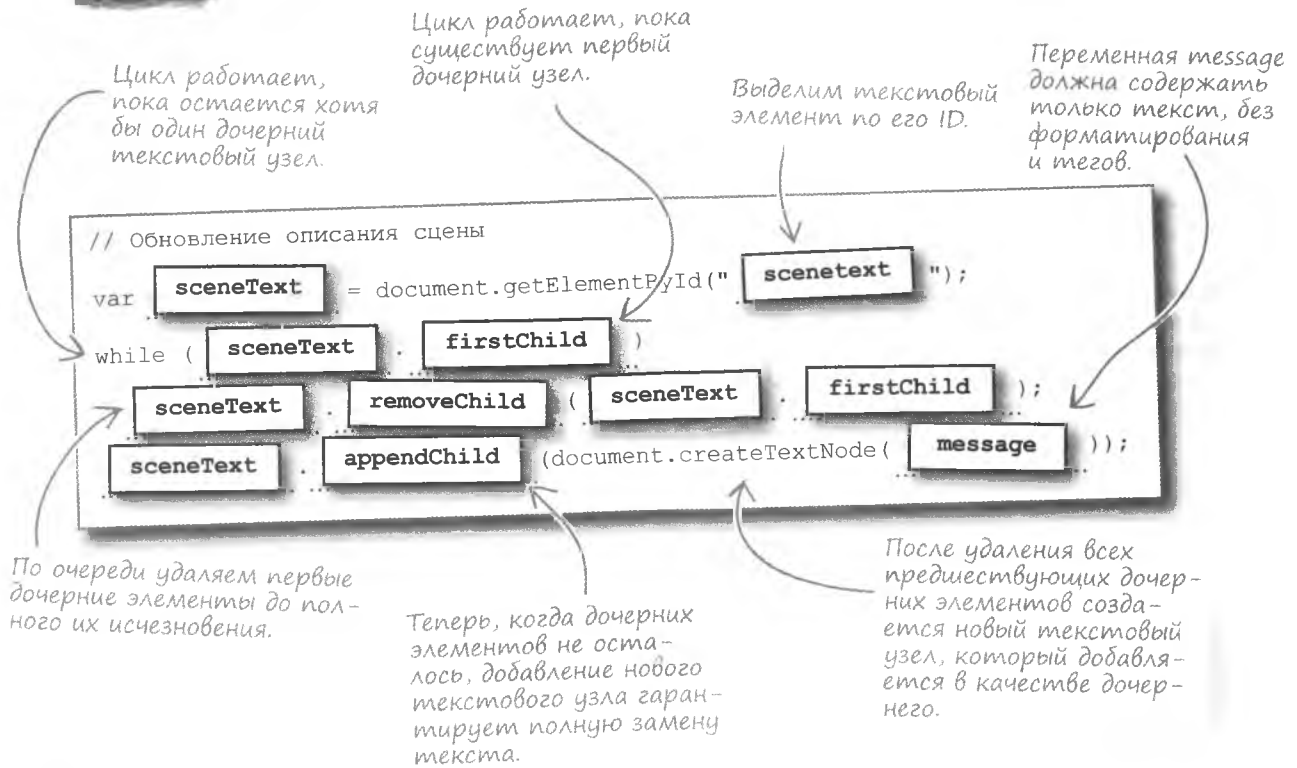 Цикл работает, пока
существует первый
дочерний узел.
Цикл работает,
пока остается хотя
бы один дочерний
текстовый узел.
Выделим текстовый
элемент по его ID.
Переменная message
должна содержать
только текст, без
форматирования
и тегов.
// Обновление описания сцены
var sceneText = document.getElementById("scenetext");
while (sceneText.firstChild)
sceneText.removeChild(sceneText.firstChild);
sceneText.appendChild(document.createTextNode(message));
По очереди удаляем первые
дочерние элементы до пол-
ного их исчезновения.
Теперь, когда дочерних
элементов не оста-
лось, добавление нового
текстового узла гаран-
тирует полную замену
текста.
После удаления всех
предшествующих дочер-
них элементов созда-
ется новый текстовый
узел, который добавля-
ется в качестве дочер-
него.